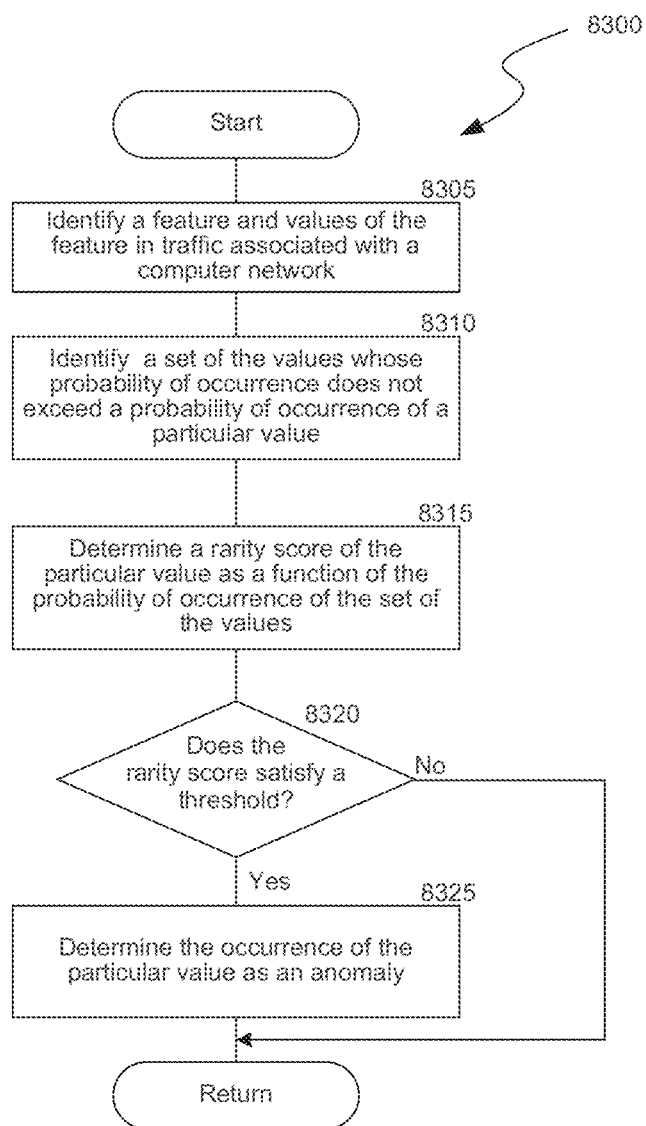 8300
Start
8305
Identify a feature and values of the
feature in traffic associated with a
computer network
8310
Identify a set of the values whose
probability of occurrence does not
exceed a probability of occurrence of a
particular value
8315
Determine a rarity score of the
particular value as a function of the
probability of occurrence of the set of
the values
8320
Does the
rarity score satisfy a
threshold?
No
Yes
8325
Determine the occurrence of the
particular value as an anomaly
Return